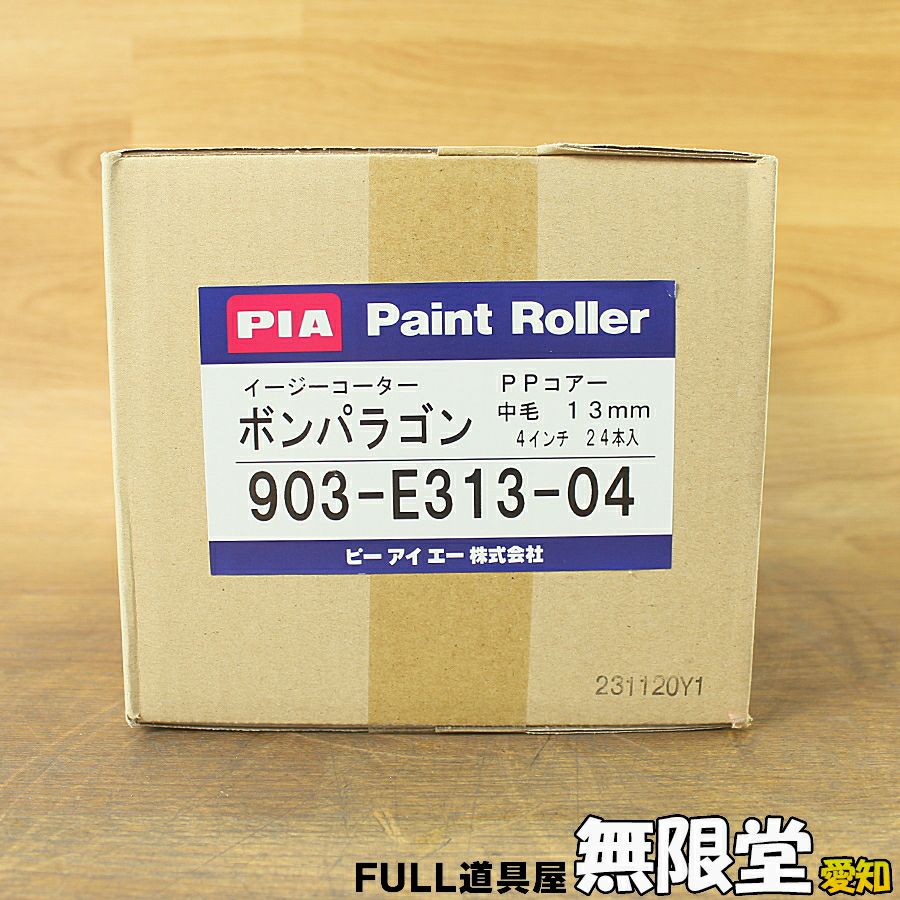 PIA Paint Roller
イージーコーター ＰＰコアー
ボンパラゴン 中毛 １３mm
4インチ ２４本入
903-E313-04
ピー アイ エー 株式会社
231120Y1
FULL道具屋 無限堂 愛知